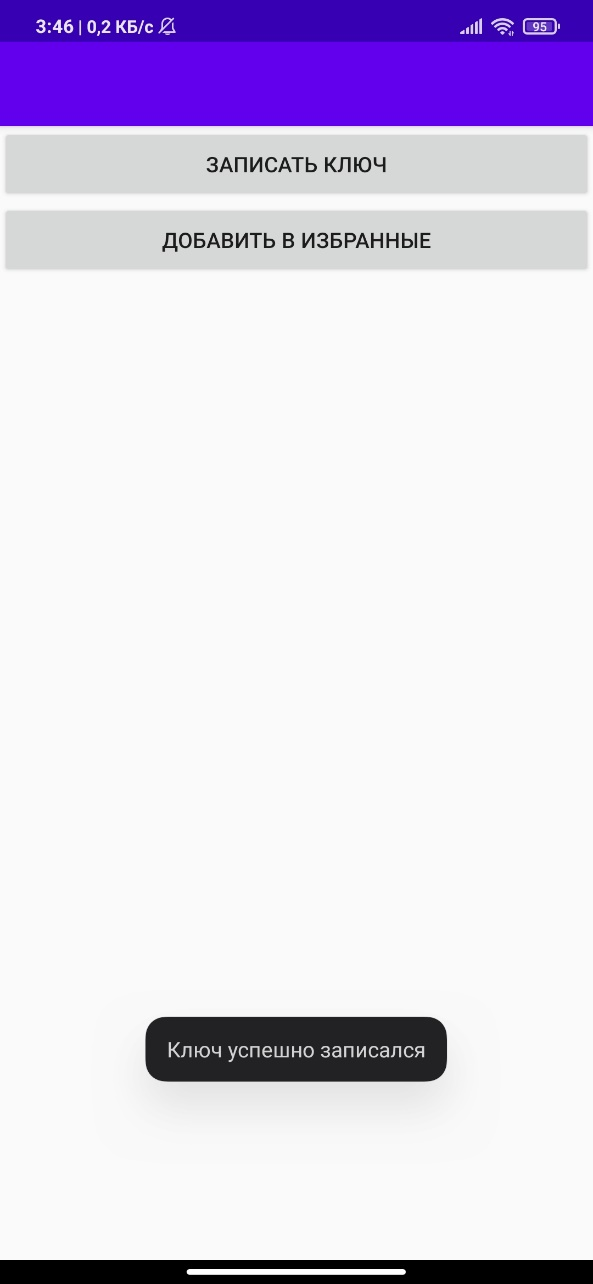 3:46 | 0,2 КБ/с
95
ЗАПИСАТЬ КЛЮЧ
ДОБАВИТЬ В ИЗБРАННЫЕ
Ключ успешно записался